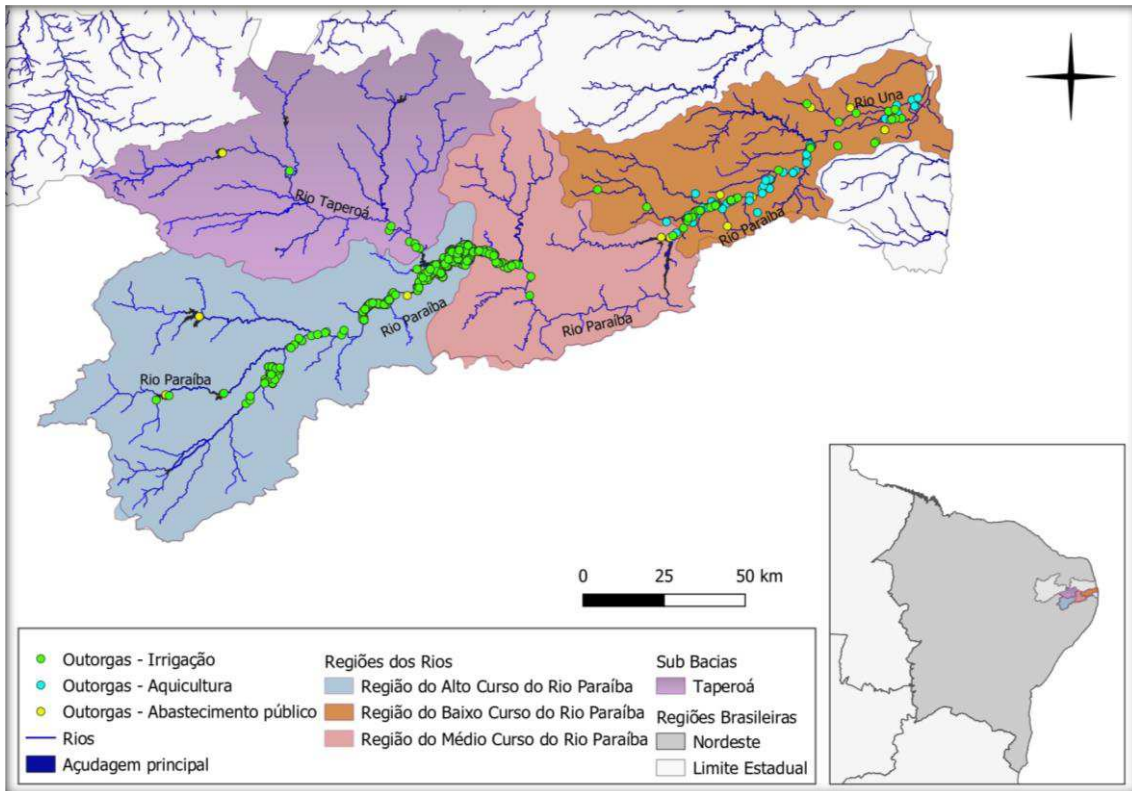 Rio Una
Rio Taperoá
Rio Paraíba
Rio Paraíba
Rio Paraíba
Rio Paraíba
0 25 50 km
Outorgas - Irrigação
Outorgas - Aquicultura
Outorgas - Abastecimento público
Rios
Açudagem principal
Regiões dos Rios
Região do Alto Curso do Rio Paraíba
Região do Baixo Curso do Rio Paraíba
Região do Médio Curso do Rio Paraíba
Sub Bacias
Taperoá
Regiões Brasileiras
Nordeste
Limite Estadual